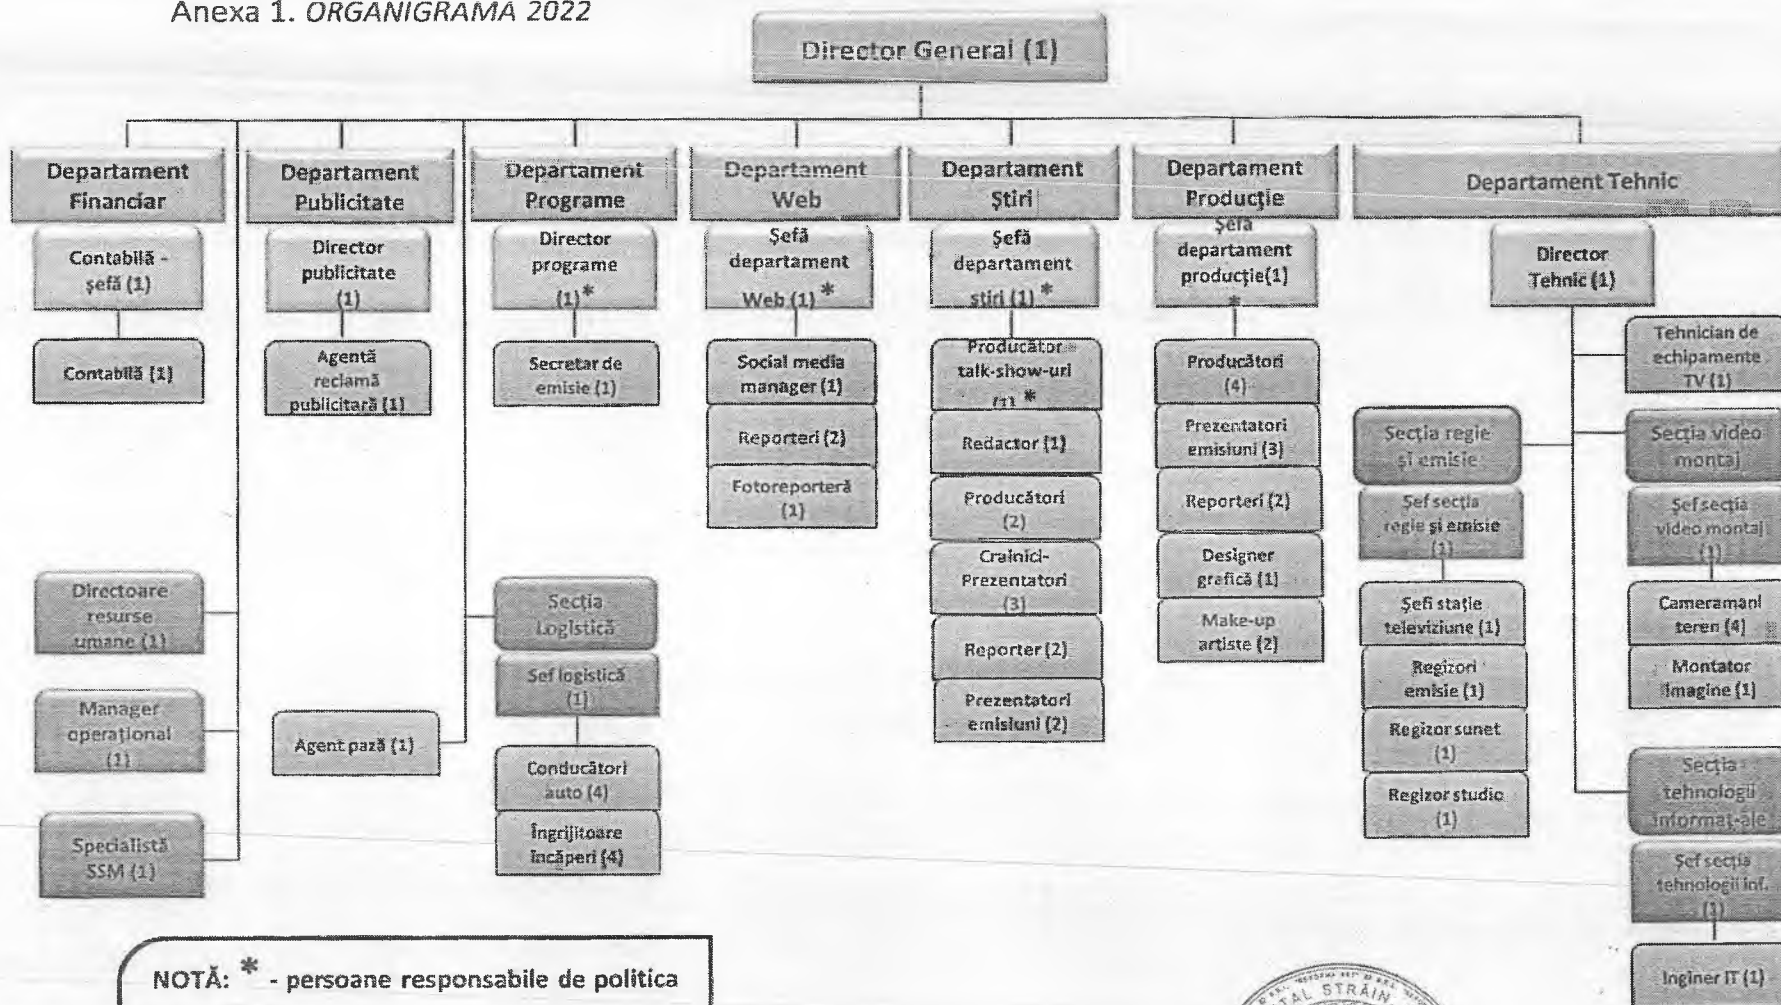 Anexa 1. ORGANIGRAMA 2022
Director General (1)
Departament
Financiar
Contabilă -
șefă (1)
Contabilă (1)
Directoare
resurse
umane (1)
Manager
operațional
(1)
Specialistă
SSM (1)
Departament
Publicitate
Director
publicitate
(1)
Agentă
reclamă
publicitară (1)
Agent pază (1)
Departament
Programe
Director
programe
(1)*
Secretar de
emisie (1)
Secția
Logistică
Sef logistică
(1)
Conducători
auto (4)
Îngrijitoare
încăperi (4)
Departament
Web
Șefă
departament
Web (1) *
Social media
manager (1)
Reporteri (2)
Fotoreporteră
(1)
Departament
Știri
Șefă
departament
știri (1) *
Producător
talk-show-uri
(1) *
Redactor (1)
Producători
(2)
Crainici-
Prezentatori
(3)
Reporter (2)
Prezentatori
emisiuni (2)
Departament
Producție
Șefă
departament
producție(1)
*
Producători
(4)
Prezentatori
emisiuni (3)
Reporteri (2)
Designer
grafică (1)
Make-up
artiste (2)
Departament Tehnic
Director
Tehnic (1)
Tehnician de
echipamente
TV (1)
Secția regie
și emisie
Șef secția
regie și emisie
(1)
Șefi stație
televiziune (1)
Regizori
emisie (1)
Regizor sunet
(1)
Regizor studio
(1)
Secția video
montaj
Șef secția
video montaj
(1)
Cameramani
teren (4)
Montator
imagine (1)
Secția
tehnologii
informaț-ale
Șef secția
tehnologii inf.
(1)
Inginer IT (1)
NOTĂ: * - persoane responsabile de politica
STRĂIN